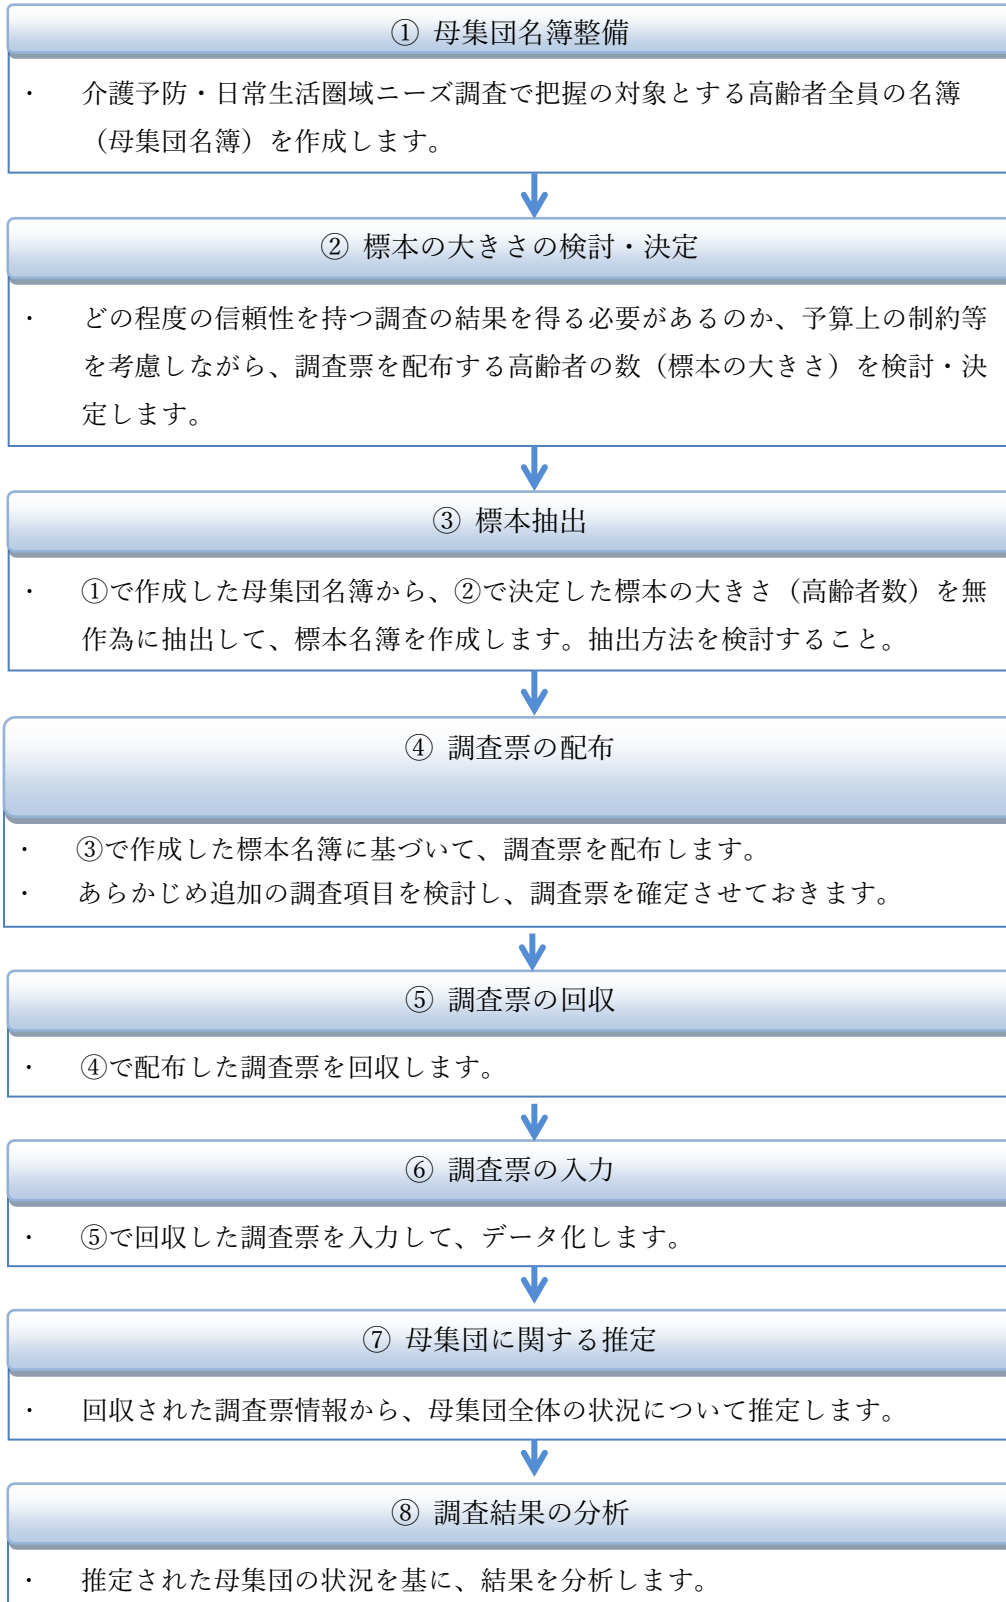 ① 母集団名簿整備
・ 介護予防・日常生活圏域ニーズ調査で把握の対象とする高齢者全員の名簿
（母集団名簿）を作成します。
② 標本の大きさの検討・決定
・ どの程度の信頼性を持つ調査の結果を得る必要があるのか、予算上の制約等
を考慮しながら、調査票を配布する高齢者の数（標本の大きさ）を検討・決
定します。
③ 標本抽出
・ ①で作成した母集団名簿から、②で決定した標本の大きさ（高齢者数）を無
作為に抽出して、標本名簿を作成します。抽出方法を検討すること。
④ 調査票の配布
・ ③で作成した標本名簿に基づいて、調査票を配布します。
・ あらかじめ追加の調査項目を検討し、調査票を確定させておきます。
⑤ 調査票の回収
・ ④で配布した調査票を回収します。
⑥ 調査票の入力
・ ⑤で回収した調査票を入力して、データ化します。
⑦ 母集団に関する推定
・ 回収された調査票情報から、母集団全体の状況について推定します。
⑧ 調査結果の分析
・ 推定された母集団の状況を基に、結果を分析します。